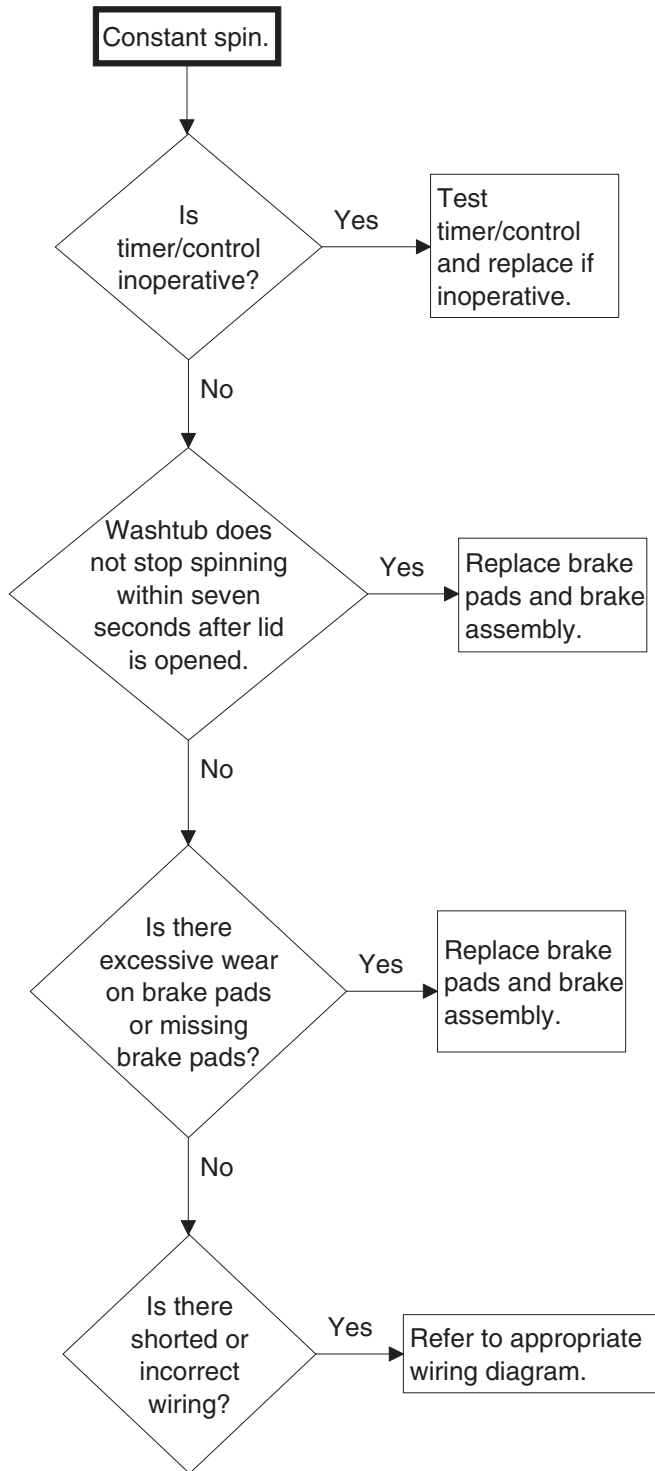 Constant spin.
Is
timer/control
inoperative?
Yes
Test
timer/control
and replace if
inoperative.
No
Washtub does
not stop spinning
within seven
seconds after lid
is opened.
Yes
Replace brake
pads and brake
assembly.
No
Is there
excessive wear
on brake pads
or missing
brake pads?
Yes
Replace brake
pads and brake
assembly.
No
Is there
shorted or
incorrect
wiring?
Yes
Refer to appropriate
wiring diagram.